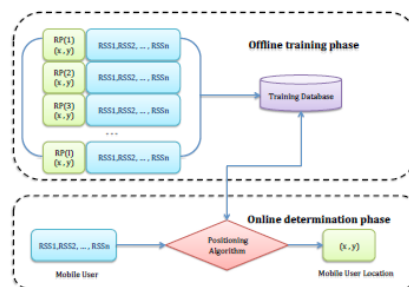 Offline training phase
RP(1)
(x, y)
RSS1,RSS2, ... , RSSn
RP(2)
(x, y)
RSS1,RSS2, ... , RSSn
RP(3)
(x, y)
RSS1,RSS2, ... , RSSn
...
RP(l)
(x, y)
RSS1,RSS2, ... , RSSn
Training Database
Online determination phase
RSS1,RSS2, ... , RSSn
Positioning
Algorithm
(x, y)
Mobile User
Mobile User Location